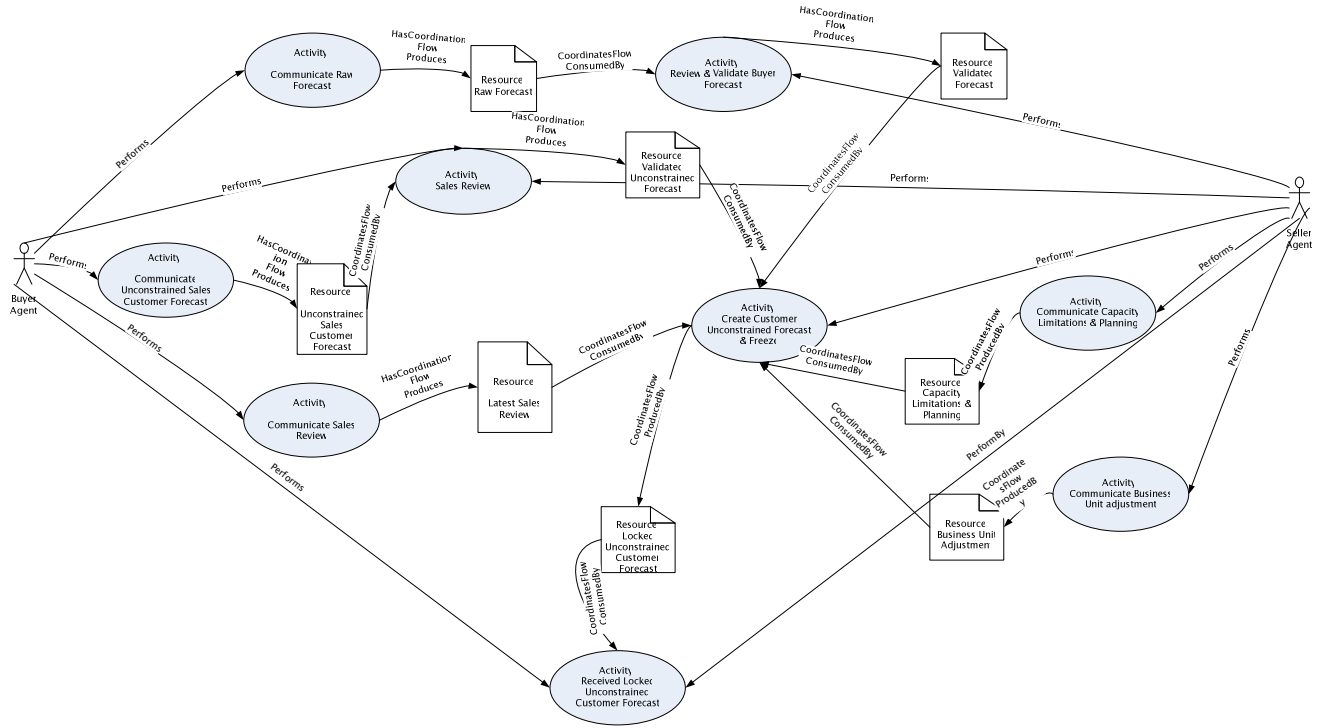 HasCoordination
Flow
Produces
Activity
Communicate Raw
Forecast
HasCoordination
Flow
Produces
Resource
Raw Forecast
CoordinatesFlow
ConsumedBy
Activity
Review & Validate Buyer
Forecast
Resource
Validated
Forecast
Performs
HasCoordination
Flow
Produces
Performs
Performs
Activity
Sales Review
Resource
Validated
Unconstrained
Forecast
CoordinatesFlow
ConsumedBy
Performs
CoordinatesFlow
ConsumedBy
Seller
Agent
Buyer
Agent
Performs
Activity
Communicate
Unconstrained Sales
Customer Forecast
HasCoordinat
ion
Flow
Produces
Resource
Unconstrained
Sales
Customer
Forecast
CoordinatesFlow
ConsumedBy
Performs
Performs
Activity
Create Customer
Unconstrained Forecast
& Freeze
Activity
Communicate Capacity
Limitations & Planning
CoordinatesFlow
ProducedBy
Performs
Performs
Activity
Communicate Sales
Review
HasCoordination
Flow
Produces
Resource
Latest Sales
Review
CoordinatesFlow
ConsumedBy
CoordinatesFlow
ConsumedBy
Resource
Capacity
Limitations &
Planning
CoordinatesFlow
ProducedBy
CoordinatesFlow
ConsumedBy
PerformBy
Performs
Resource
Locked
Unconstrained
Customer
Forecast
Resource
Business Unit
Adjustment
Coordinate
sFlow
ProducedB
y
Activity
Communicate Business
Unit adjustment
CoordinatesFlow
ConsumedBy
Activity
Received Locked
Unconstrained
Customer Forecast